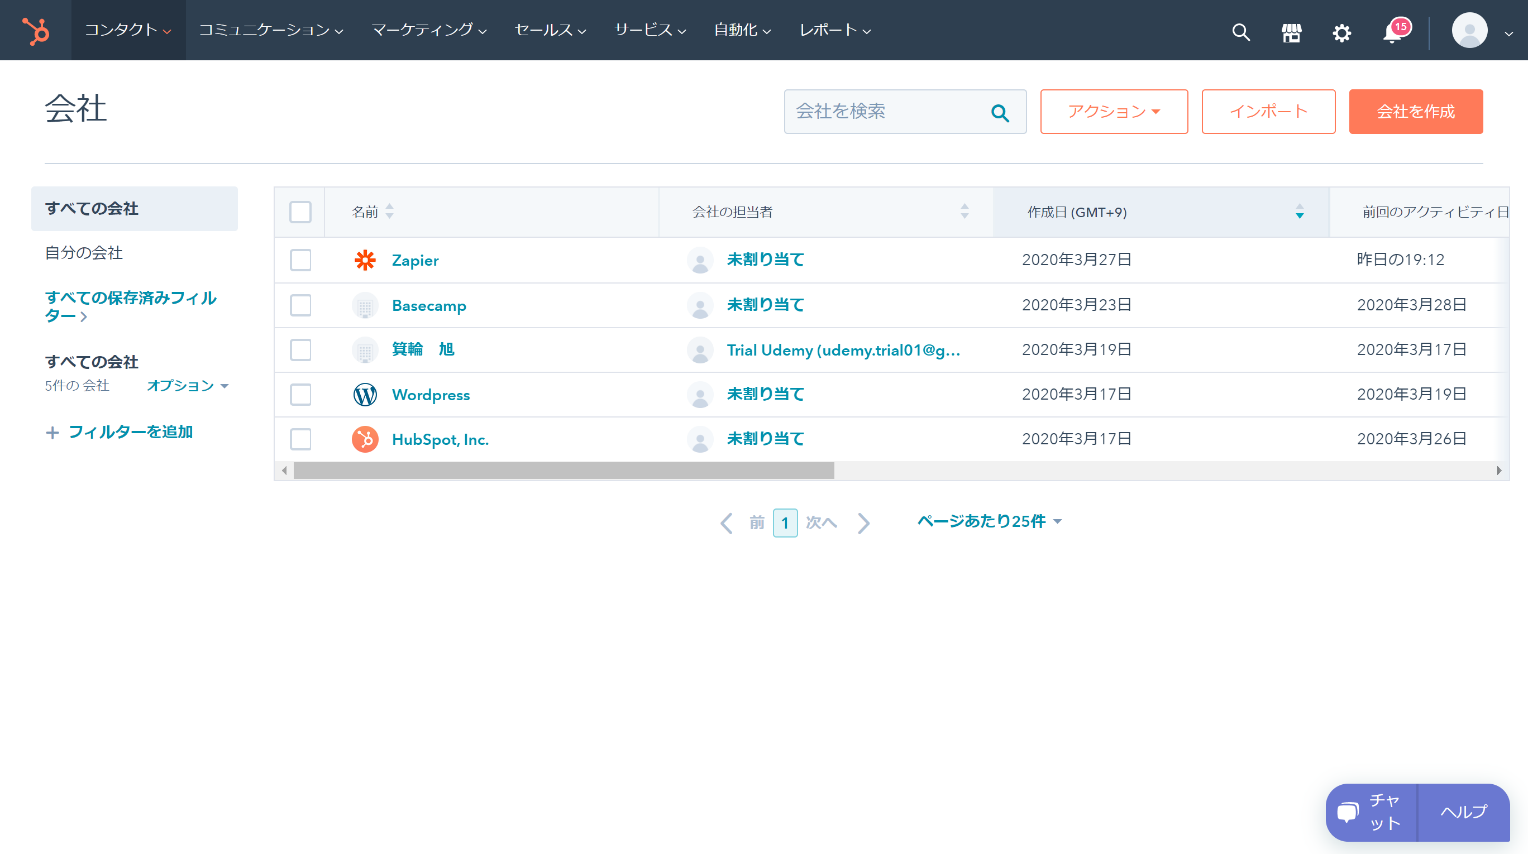 コンタクト
コミュニケーション
マーケティング
セールス
サービス
自動化
レポート
15
会社
会社を検索
アクション
インポート
会社を作成
すべての会社
自分の会社
すべての保存済みフィル
ター
すべての会社
5件の 会社
オプション
+ フィルターを追加
名前
会社の担当者
作成日 (GMT+9)
前回のアクティビティ日
Zapier
未割り当て
2020年3月27日
昨日の19:12
Basecamp
未割り当て
2020年3月23日
2020年3月28日
箕輪　旭
Trial Udemy (udemy.trial01@g...
2020年3月19日
2020年3月17日
Wordpress
未割り当て
2020年3月17日
2020年3月19日
HubSpot, Inc.
未割り当て
2020年3月17日
2020年3月26日
前
1
次へ
ページあたり25件
チャ
ット
ヘルプ